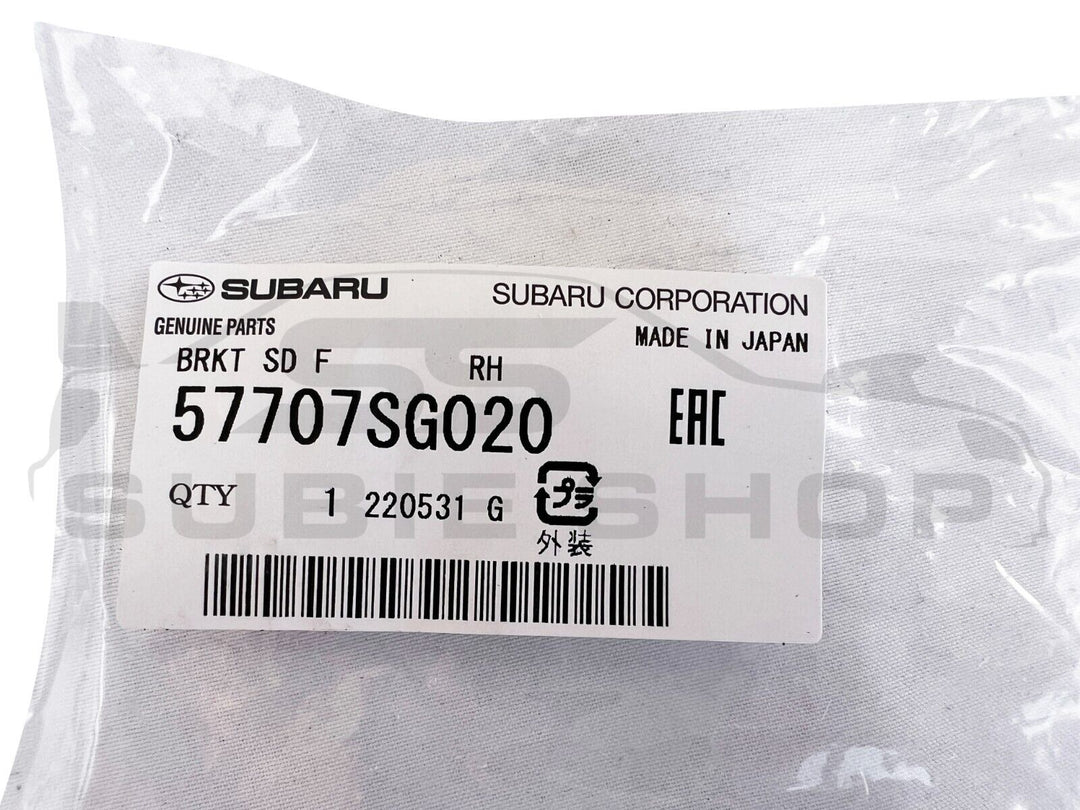 SUBARU
SUBARU CORPORATION
GENUINE PARTS
MADE IN JAPAN
BRKT SD F RH
57707SG020
EAC
QTY 1 220531 G
プラ
外装
SS
SUBIESHOP